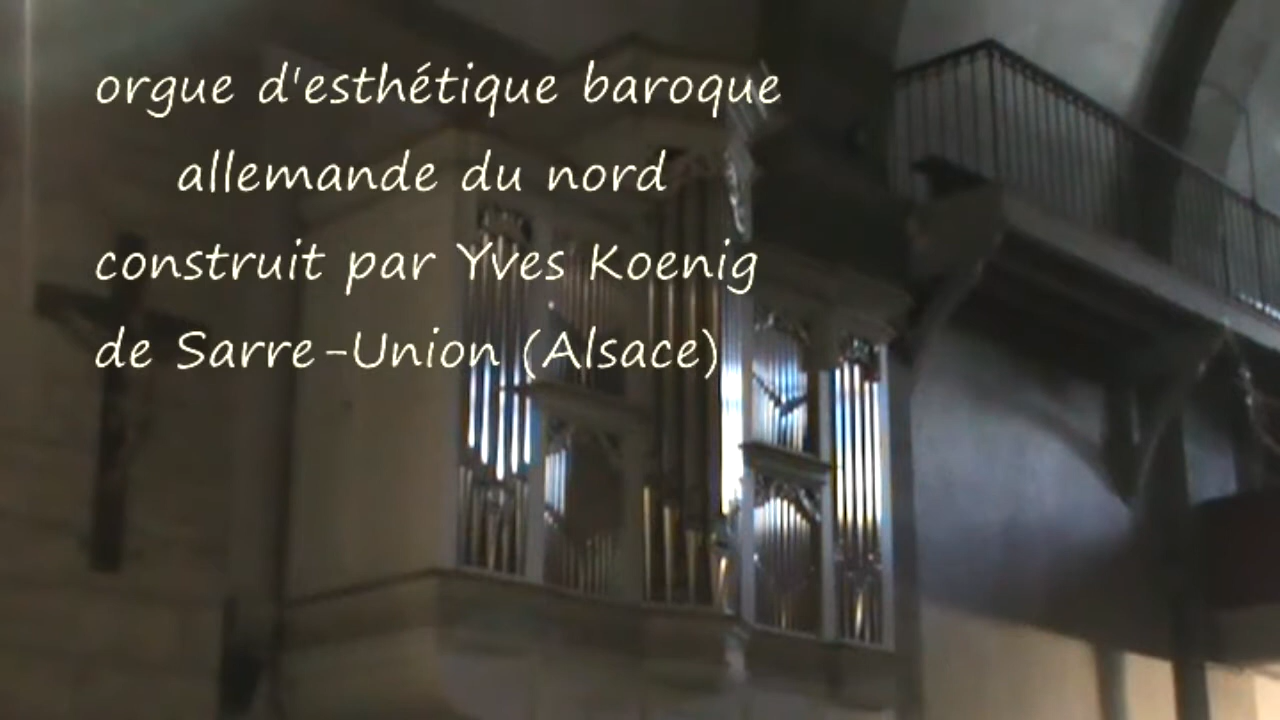 orgue d'esthétique baroque
allemande du nord
construit par Yves Koenig
de Sarre-Union (Alsace)